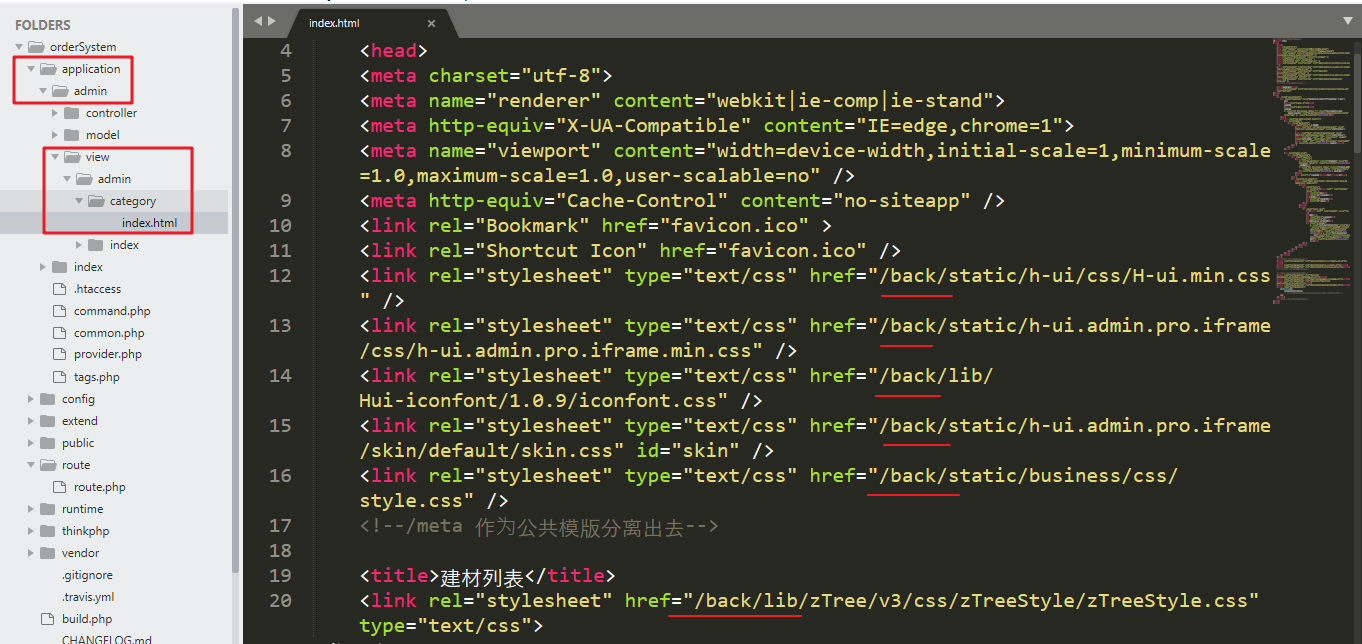 FOLDERS
orderSystem
application
admin
controller
model
view
admin
category
index.html
index
index
.htaccess
command.php
common.php
provider.php
tags.php
config
extend
public
route
route.php
runtime
thinkphp
vendor
.gitignore
.travis.yml
build.php
CHANGELOG.md
index.html
4 <head>
5 <meta charset="utf-8">
6 <meta name="renderer" content="webkit|ie-comp|ie-stand">
7 <meta http-equiv="X-UA-Compatible" content="IE=edge,chrome=1">
8 <meta name="viewport" content="width=device-width,initial-scale=1,minimum-scale
=1.0,maximum-scale=1.0,user-scalable=no" />
9 <meta http-equiv="Cache-Control" content="no-siteapp" />
10 <link rel="Bookmark" href="favicon.ico" >
11 <link rel="Shortcut Icon" href="favicon.ico" />
12 <link rel="stylesheet" type="text/css" href="/back/static/h-ui/css/H-ui.min.css
" />
13 <link rel="stylesheet" type="text/css" href="/back/static/h-ui.admin.pro.iframe
/css/h-ui.admin.pro.iframe.min.css" />
14 <link rel="stylesheet" type="text/css" href="/back/lib/
Hui-iconfont/1.0.9/iconfont.css" />
15 <link rel="stylesheet" type="text/css" href="/back/static/h-ui.admin.pro.iframe
/skin/default/skin.css" id="skin" />
16 <link rel="stylesheet" type="text/css" href="/back/static/business/css/
style.css" />
17 <!--/meta 作为公共模版分离出去-->
18
19 <title>建材列表</title>
20 <link rel="stylesheet" href="/back/lib/zTree/v3/css/zTreeStyle/zTreeStyle.css"
type="text/css">